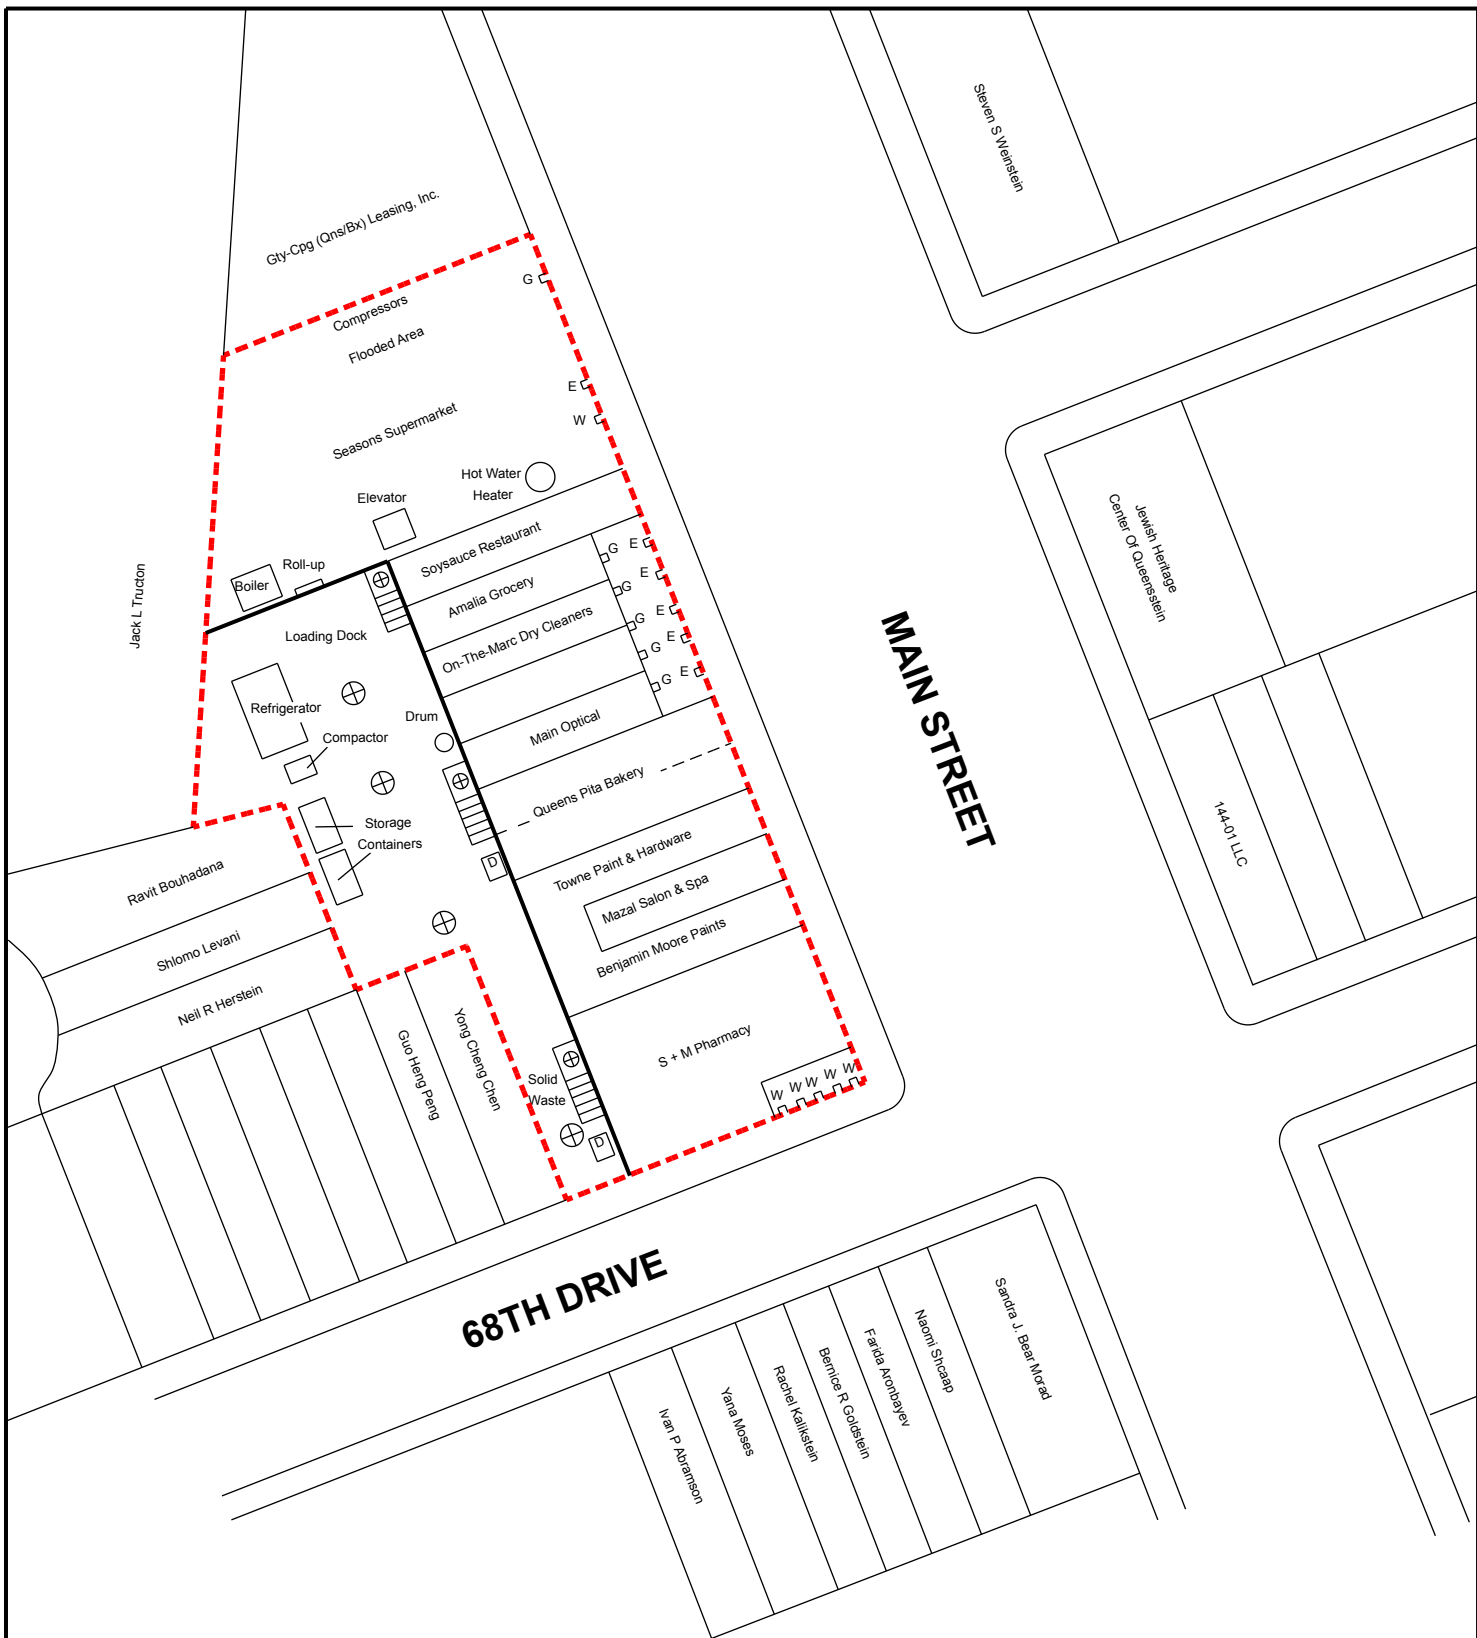 Steven S Weinstein
Gty-Cpg (Qns/Bx) Leasing, Inc.
G
Compressors
Flooded Area
E
W
Seasons Supermarket
Hot Water
Heater
Elevator
Soysauce Restaurant
Jewish Heritage
Center Of Queensstein
G
E
Roll-up
Boiler
Amalia Grocery
G
E
Jack L Tructon
Loading Dock
On-The-Marc Dry Cleaners
G
E
G
E
G
E
Refrigerator
Drum
Main Optical
Compactor
MAIN STREET
Queens Pita Bakery
Storage
Containers
D
Towne Paint & Hardware
144-01 LLC
Ravit Bouhadana
Mazal Salon & Spa
Shlomo Levani
Benjamin Moore Paints
Neil R Herstein
Guo Heng Peng
Yong Cheng Chen
S + M Pharmacy
Solid
Waste
W
W
W
W
W
D
68TH DRIVE
Ivan P Abramson
Yana Moses
Rachel Kalikstein
Bernice R Goldstein
Farida Aronbayev
Naomi Shcaap
Sandra J. Bear Morad